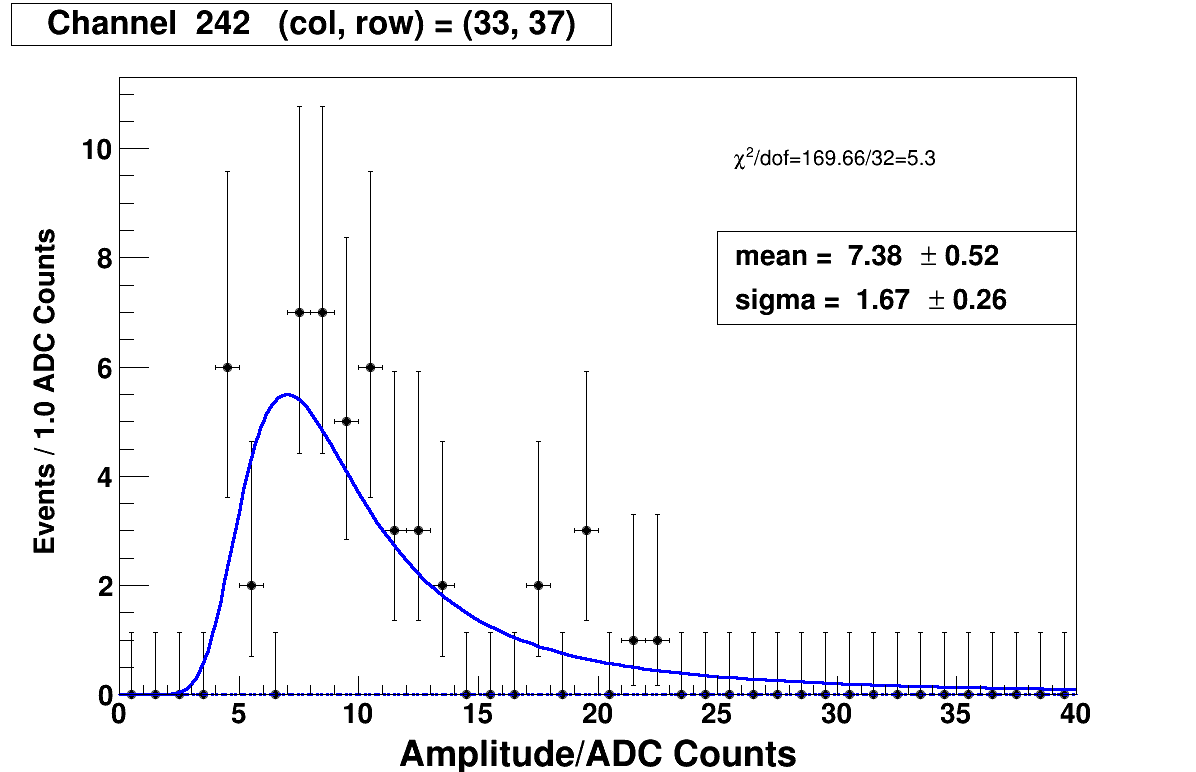 Channel 242 (col, row) = (33, 37)
χ²/dof=169.66/32=5.3
mean = 7.38 ± 0.52
sigma = 1.67 ± 0.26
Events / 1.0 ADC Counts
10
8
6
4
2
0
0 5 10 15 20 25 30 35 40
Amplitude/ADC Counts